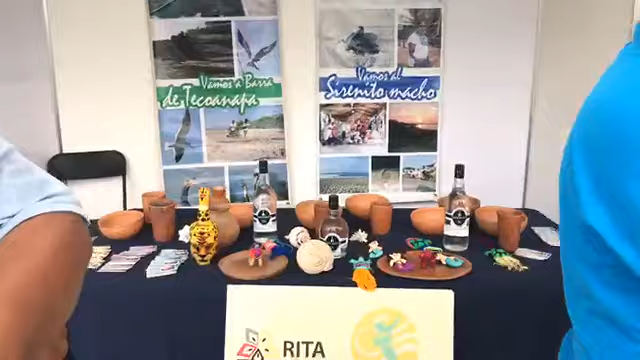 Vamos a Barra
de Tecoanapa
Vamos al
Sirenito macho
RITA